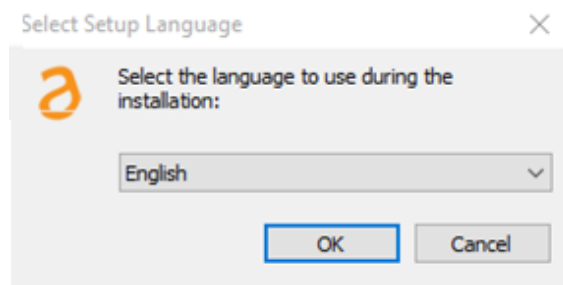 Select Setup Language
Select the language to use during the
installation:
English
OK
Cancel